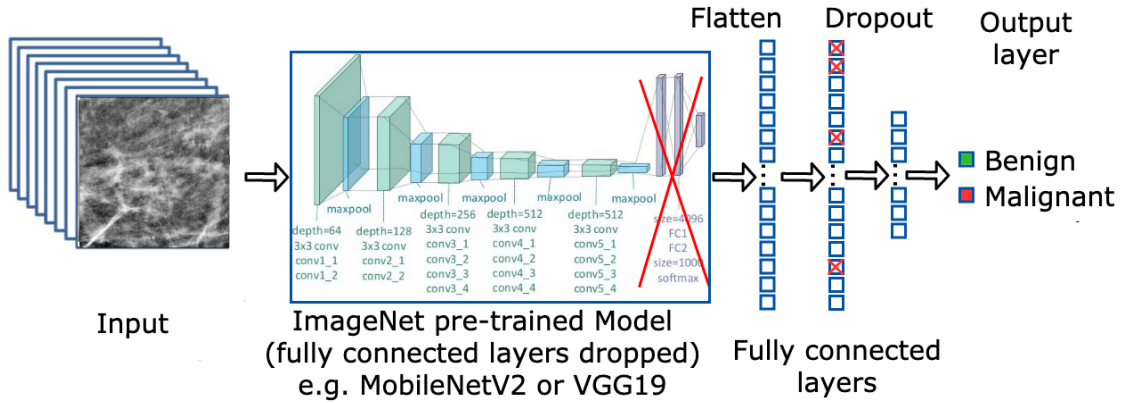 Flatten
Dropout
Output
layer
maxpool
maxpool
maxpool
maxpool
maxpool
depth=64
3x3 conv
conv1_1
conv1_2
depth=128
3x3 conv
conv2_1
conv2_2
depth=256
3x3 conv
conv3_1
conv3_2
conv3_3
conv3_4
depth=512
3x3 conv
conv4_1
conv4_2
conv4_3
conv4_4
depth=512
3x3 conv
conv5_1
conv5_2
conv5_3
conv5_4
size=4096
FC1
FC2
size=1000
softmax
Benign
Malignant
Input
ImageNet pre-trained Model
(fully connected layers dropped)
e.g. MobileNetV2 or VGG19
Fully connected
layers